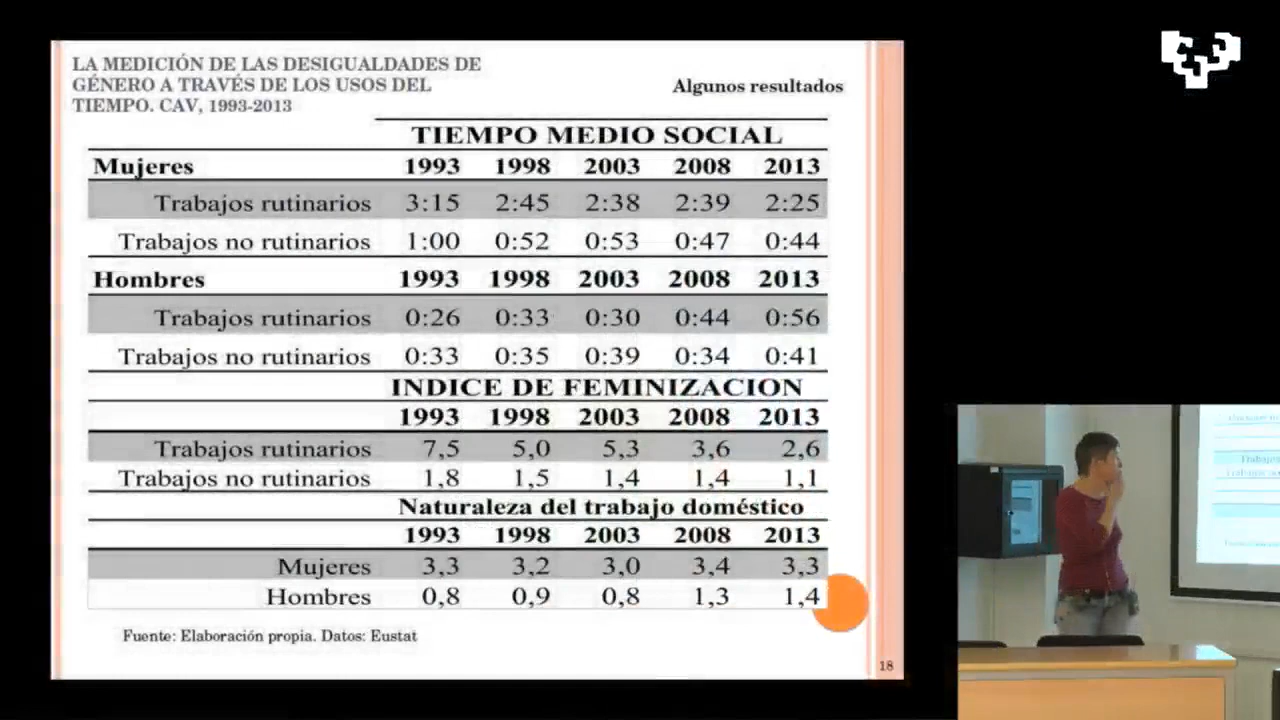 LA MEDICIÓN DE LAS DESIGUALDADES DE
GÉNERO A TRAVÉS DE LOS USOS DEL
TIEMPO. CAV, 1993-2013
Algunos resultados
TIEMPO MEDIO SOCIAL
Mujeres 1993 1998 2003 2008 2013
Trabajos rutinarios 3:15 2:45 2:38 2:39 2:25
Trabajos no rutinarios 1:00 0:52 0:53 0:47 0:44
Hombres 1993 1998 2003 2008 2013
Trabajos rutinarios 0:26 0:33 0:30 0:44 0:56
Trabajos no rutinarios 0:33 0:35 0:39 0:34 0:41
INDICE DE FEMINIZACION
1993 1998 2003 2008 2013
Trabajos rutinarios 7,5 5,0 5,3 3,6 2,6
Trabajos no rutinarios 1,8 1,5 1,4 1,4 1,1
Naturaleza del trabajo doméstico
1993 1998 2003 2008 2013
Mujeres 3,3 3,2 3,0 3,4 3,3
Hombres 0,8 0,9 0,8 1,3 1,4
Fuente: Elaboración propia. Datos: Eustat
18